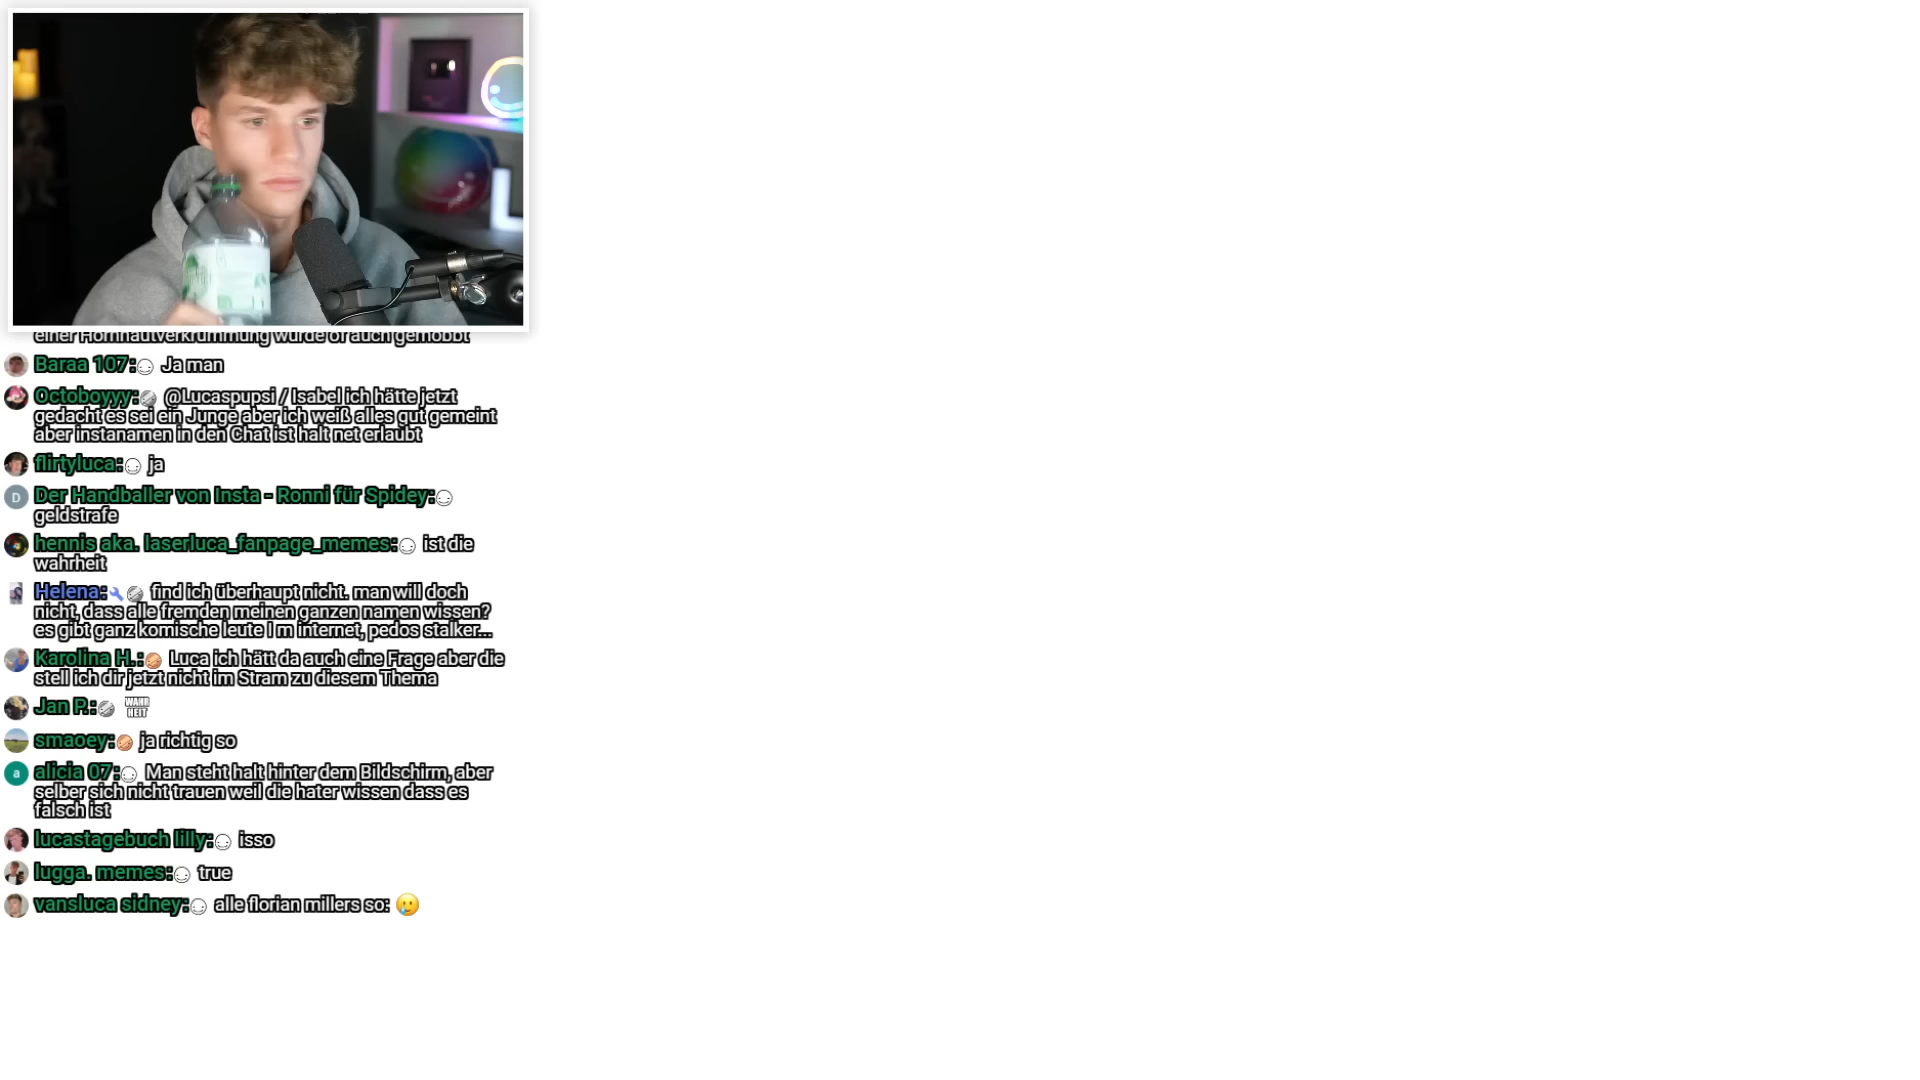 einer Hornhautverkrümmung wurde of auch gemobbt
Baraa 107: Ja man
Octoboyyy: @Lucaspupsi / Isabel ich hätte jetzt
gedacht es sei ein Junge aber ich weiß alles gut gemeint
aber instanamen in den Chat ist halt net erlaubt
flirtyluca: ja
D Der Handballer von Insta - Ronni für Spidey:
geldstrafe
hennis aka. laserluca_fanpage_memes: ist die
wahrheit
Helena: find ich überhaupt nicht. man will doch
nicht, dass alle fremden meinen ganzen namen wissen?
es gibt ganz komische leute I m internet, pedos stalker...
Karolina H.: Luca ich hätt da auch eine Frage aber die
stell ich dir jetzt nicht im Stram zu diesem Thema
Jan P.: WAHR
HEIT
smaoey: ja richtig so
a alicia 07: Man steht halt hinter dem Bildschirm, aber
selber sich nicht trauen weil die hater wissen dass es
falsch ist
lucastagebuch lilly: isso
lugga. memes: true
vansluca sidney: alle florian millers so: 🥲